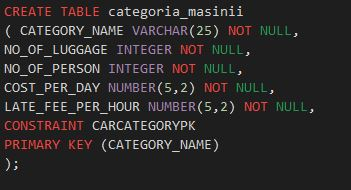 CREATE TABLE categoria_masinii
( CATEGORY_NAME VARCHAR(25) NOT NULL,
NO_OF_LUGGAGE INTEGER NOT NULL,
NO_OF_PERSON INTEGER NOT NULL,
COST_PER_DAY NUMBER(5,2) NOT NULL,
LATE_FEE_PER_HOUR NUMBER(5,2) NOT NULL,
CONSTRAINT CARCATEGORYPK
PRIMARY KEY (CATEGORY_NAME)
);